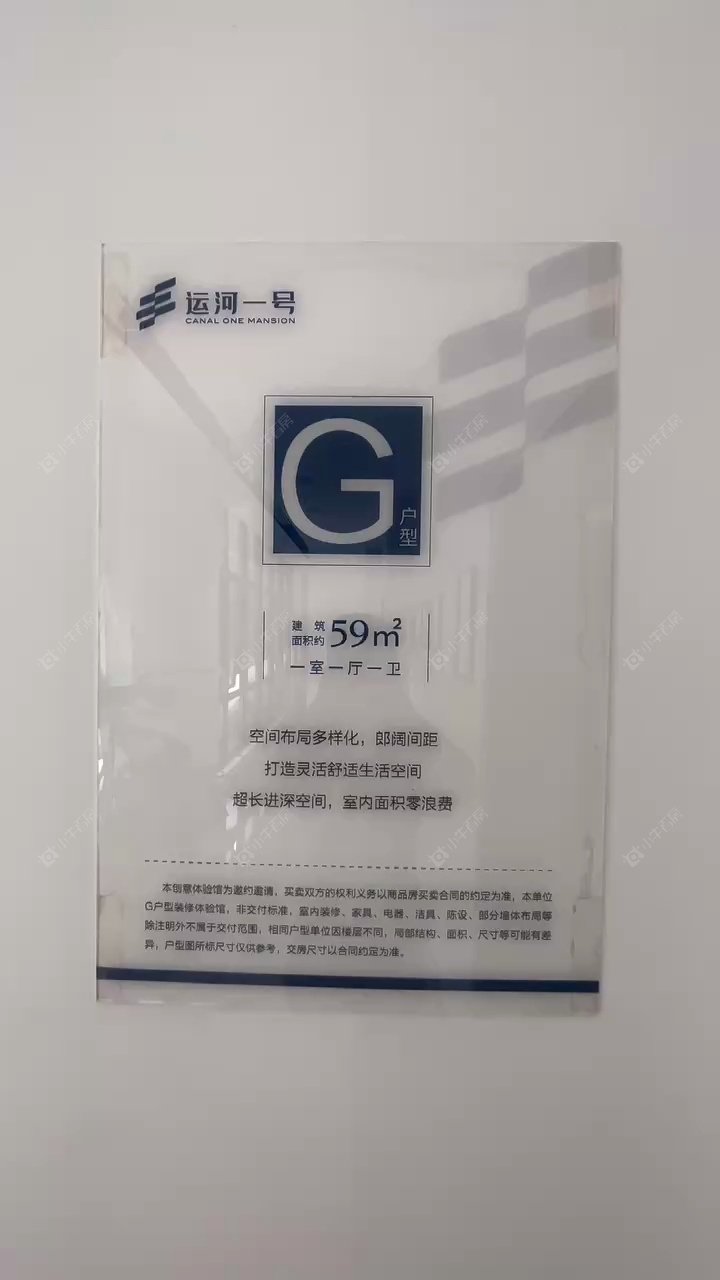 运河一号
CANAL ONE MANSION
G户型
建筑面积约59m²
一室一厅一卫
空间布局多样化，郎阔间距
打造灵活舒适生活空间
超长进深空间，室内面积零浪费
本创意体验馆为邀约邀请，买卖双方的权利义务以商品房买卖合同的约定为准，本单位
G户型装修体验馆，非交付标准，室内装修、家具、电器、洁具、陈设、部分墙体布局等
除注明外不属于交付范围，相同户型单位因楼层不同，局部结构、面积、尺寸等可能有差
异，户型图所标尺寸仅供参考，交房尺寸以合同约定为准。